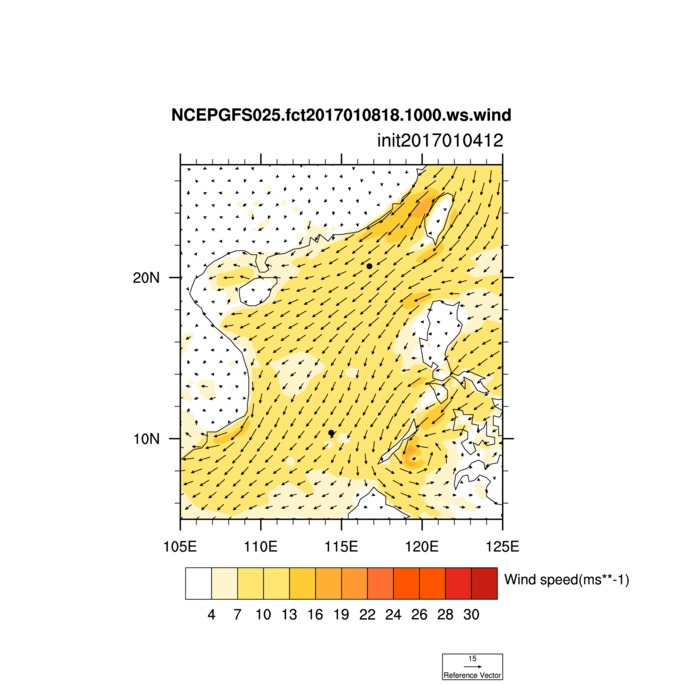 NCEPGFS025.fct2017010818.1000.ws.wind
init2017010412
20N
10N
105E 110E 115E 120E 125E
Wind speed(ms**-1)
4 7 10 13 16 19 22 24 26 28 30
15
Reference Vector